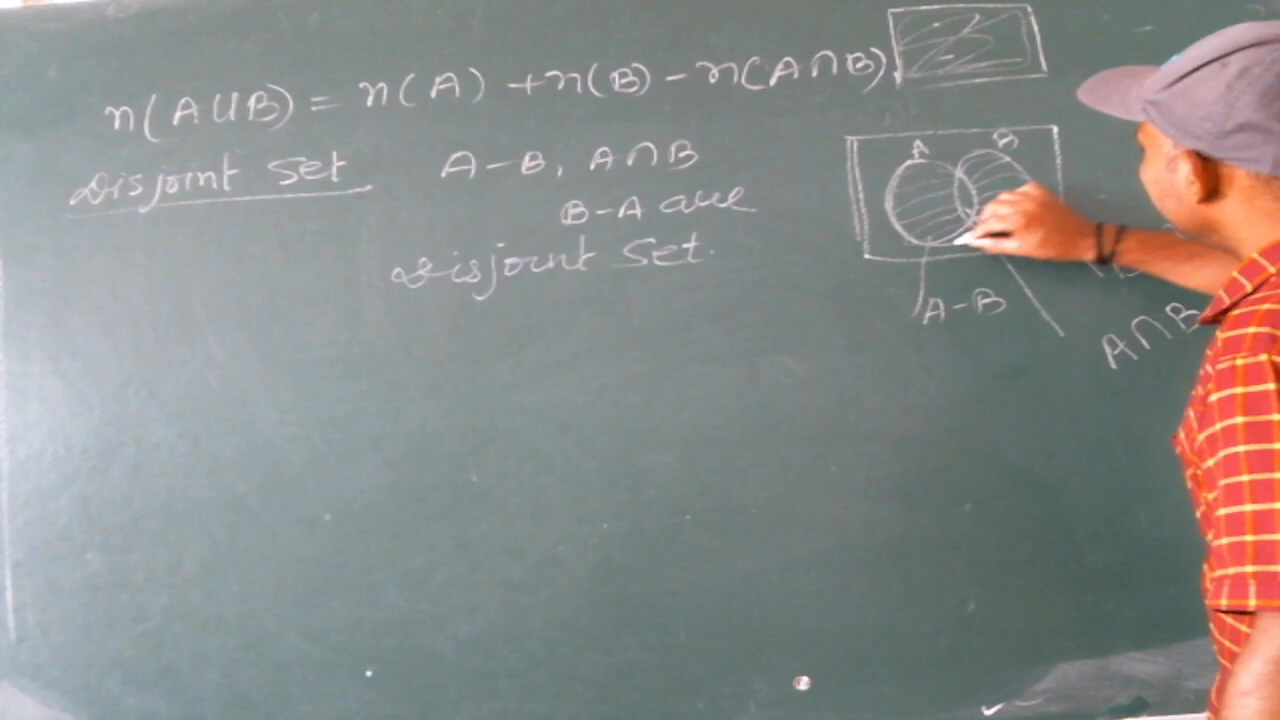 n(A∪B) = n(A) + n(B) - n(A∩B)
Disjoint Set
A-B, A∩B
B-A are
Disjoint Set.
A
B
A-B
A∩B